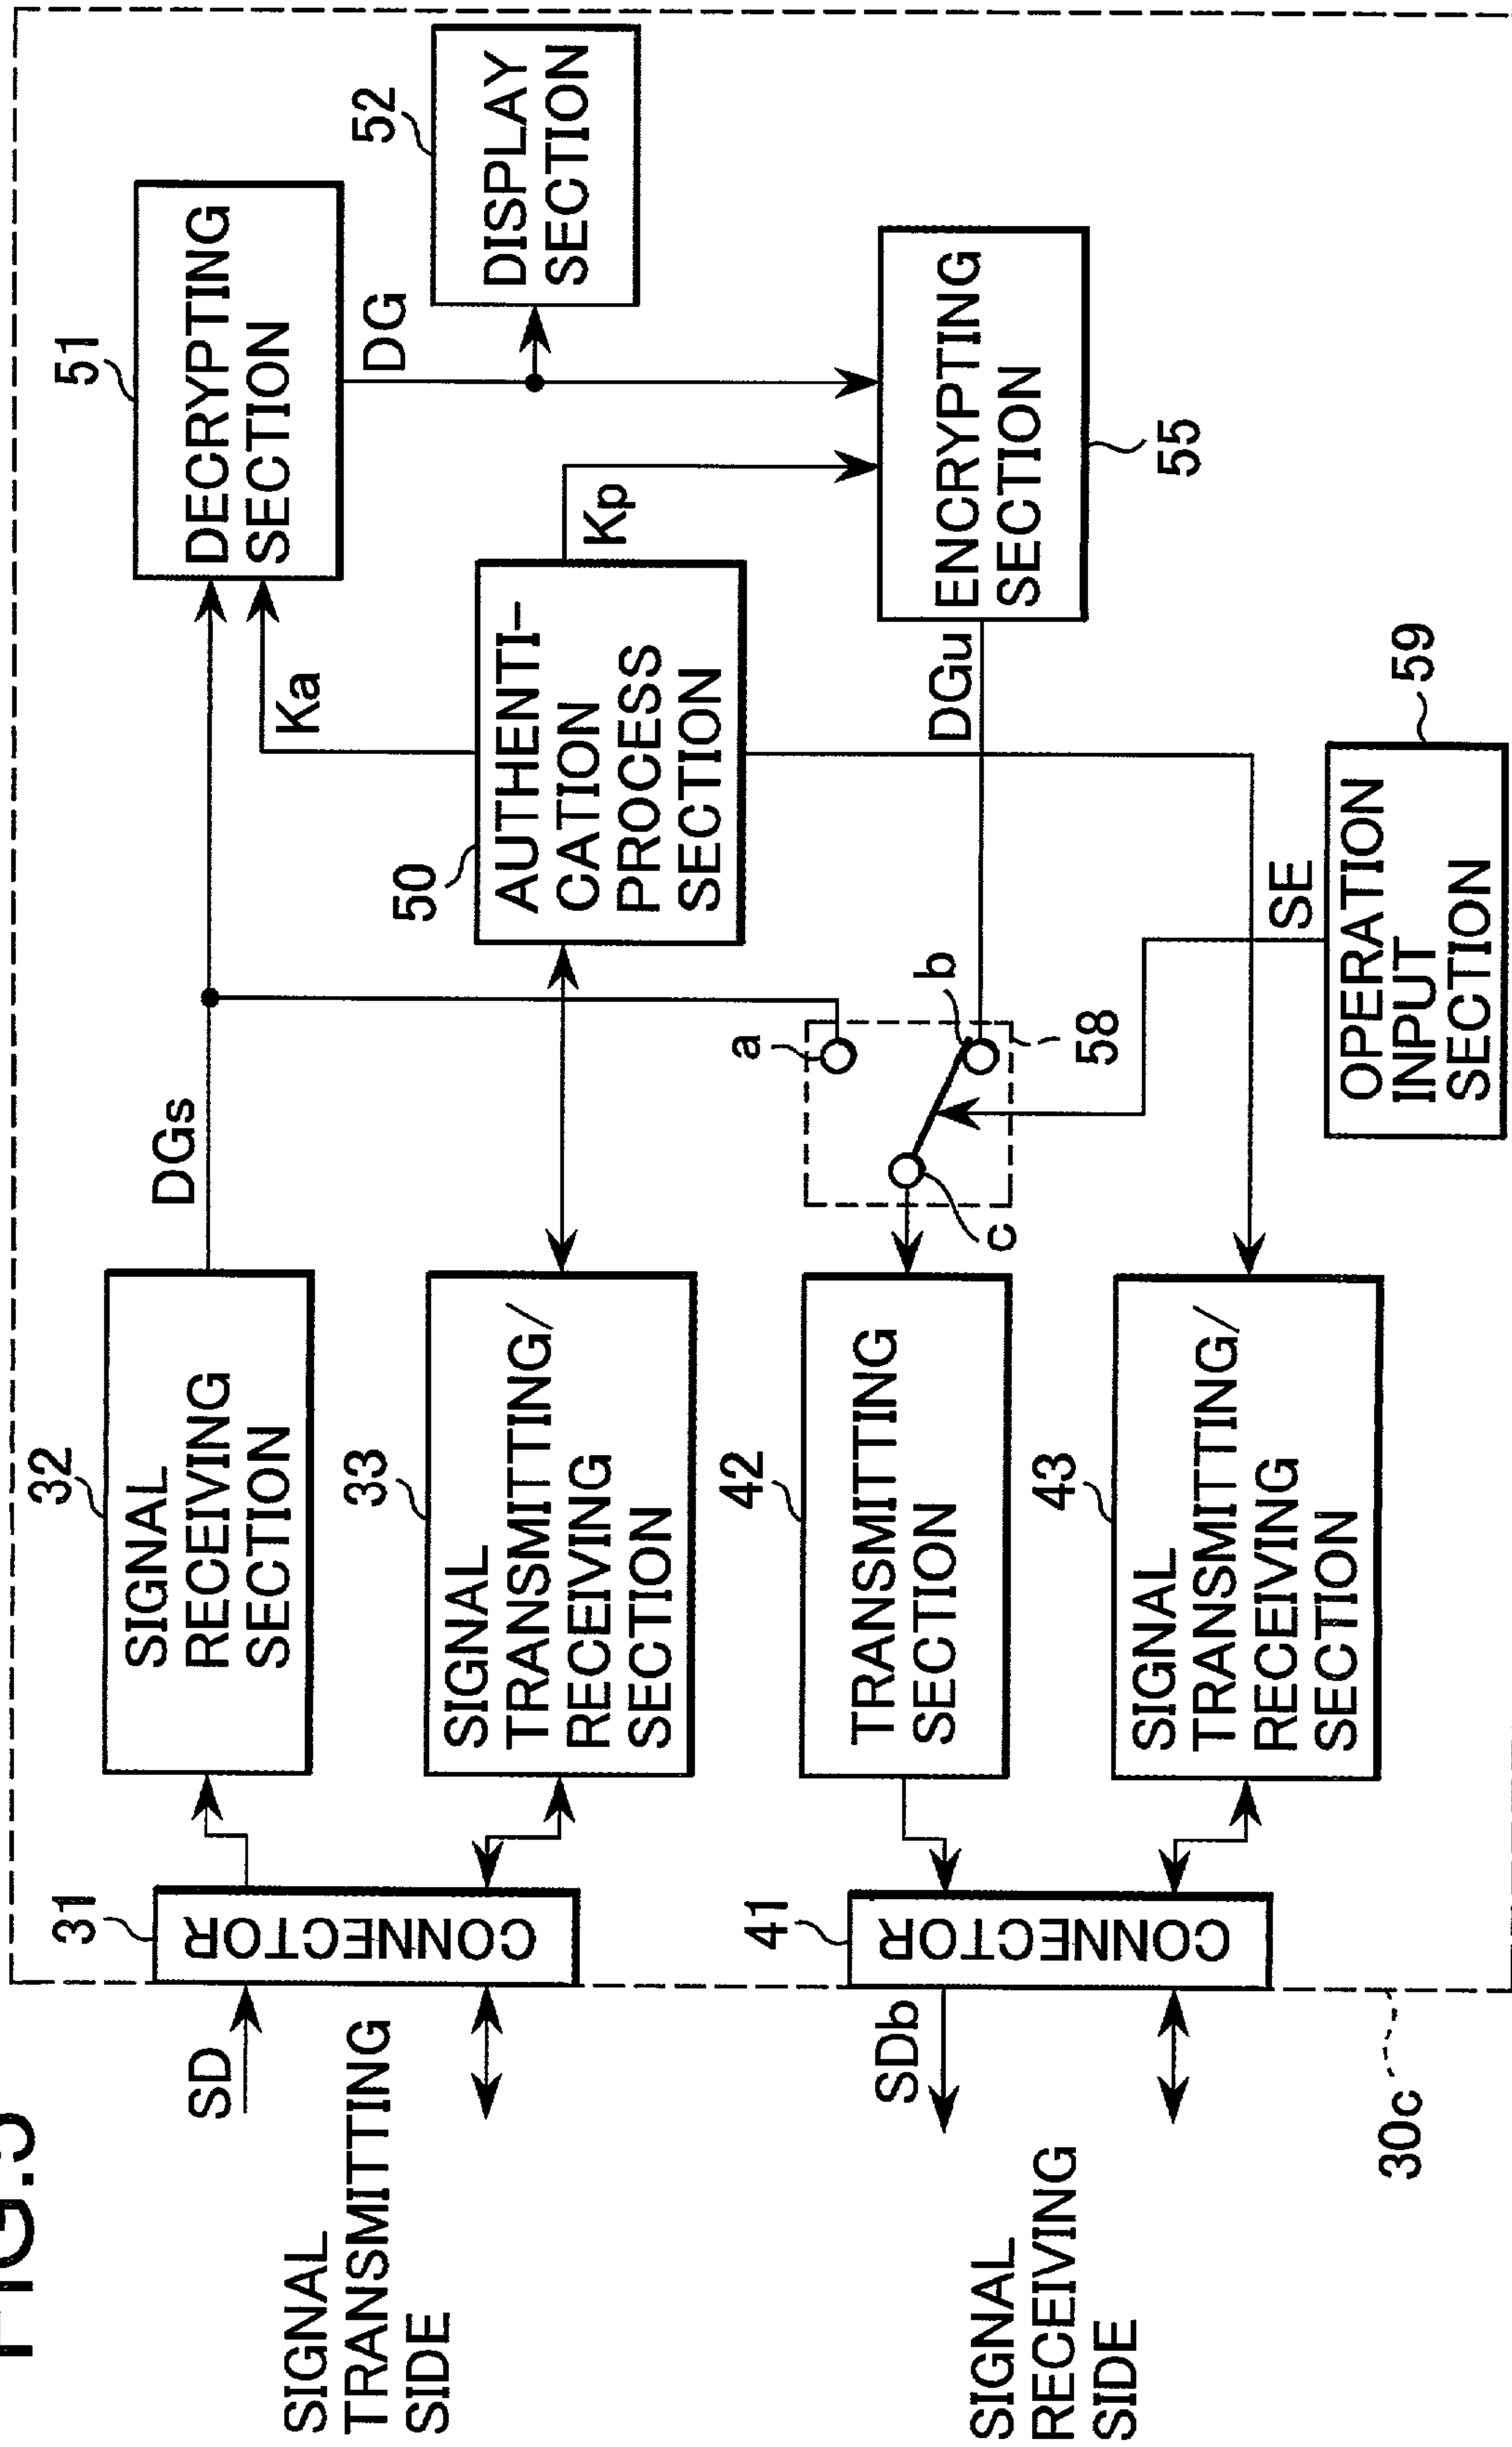 SIGNAL
TRANSMITTING
SIDE
SD
31
CONNECTOR
32
SIGNAL
RECEIVING
SECTION
DGs
51
DECRYPTING
SECTION
33
SIGNAL
TRANSMITTING/
RECEIVING
SECTION
50
AUTHENTI-
CATION
PROCESS
SECTION
Ka
Kp
DG
52
DISPLAY
SECTION
SIGNAL
RECEIVING
SIDE
SDb
41
CONNECTOR
42
TRANSMITTING
SECTION
a
b
c
58
DGu
ENCRYPTING
SECTION
55
43
SIGNAL
TRANSMITTING/
RECEIVING
SECTION
SE
59
OPERATION
INPUT
SECTION
30c